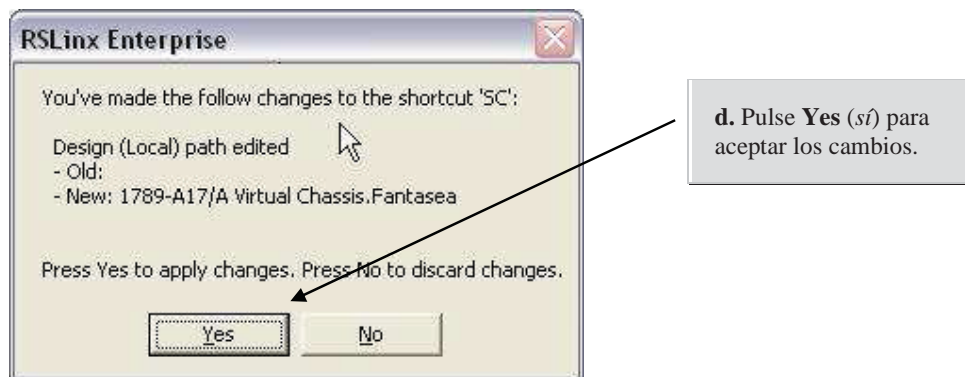 RSLinx Enterprise
You've made the follow changes to the shortcut 'SC':
Design (Local) path edited
- Old:
- New: 1789-A17/A Virtual Chassis.Fantasea
Press Yes to apply changes. Press No to discard changes.
Yes
No
d. Pulse Yes (sí) para
aceptar los cambios.